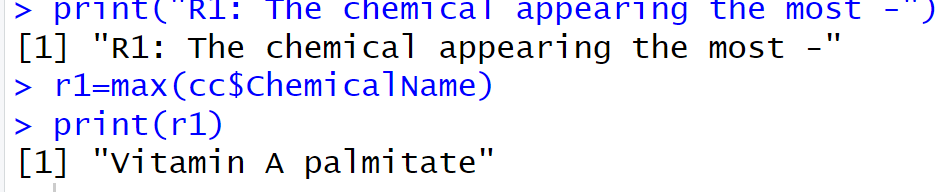 > print("R1: The chemical appearing the most -")
[1] "R1: The chemical appearing the most -"
> r1=max(cc$ChemicalName)
> print(r1)
[1] "Vitamin A palmitate"